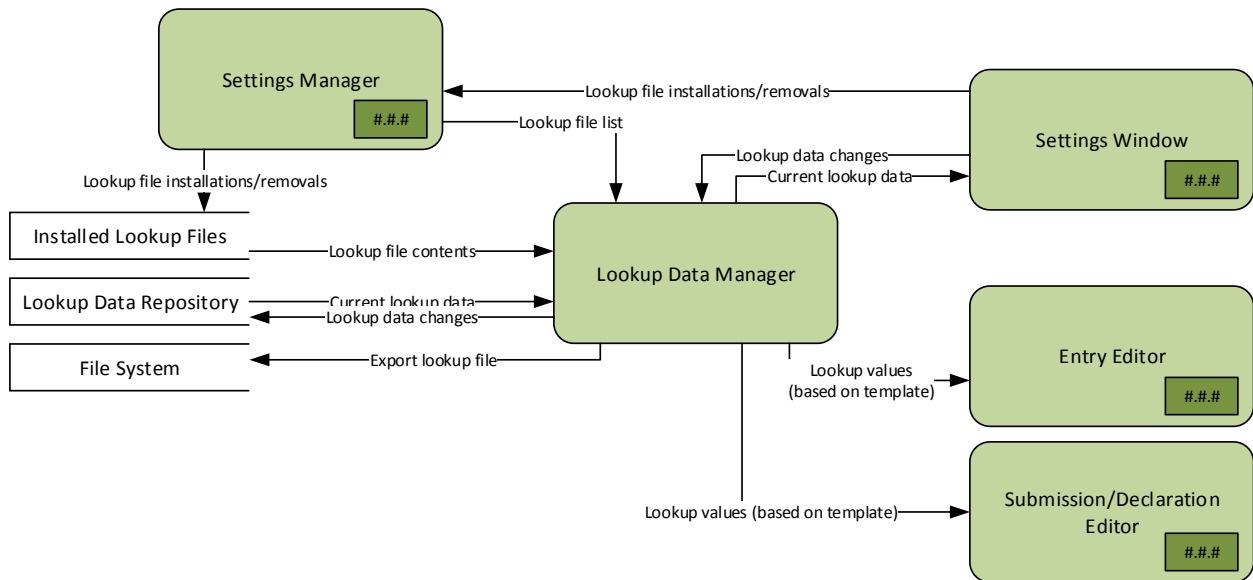 Settings Manager
#.#.#
Lookup file installations/removals
Lookup file list
Settings Window
#.#.#
Lookup data changes
Current lookup data
Lookup file installations/removals
Installed Lookup Files
Lookup file contents
Lookup Data Manager
Lookup Data Repository
Current lookup data
Lookup data changes
File System
Export lookup file
Lookup values
(based on template)
Entry Editor
#.#.#
Lookup values (based on template)
Submission/Declaration
Editor
#.#.#